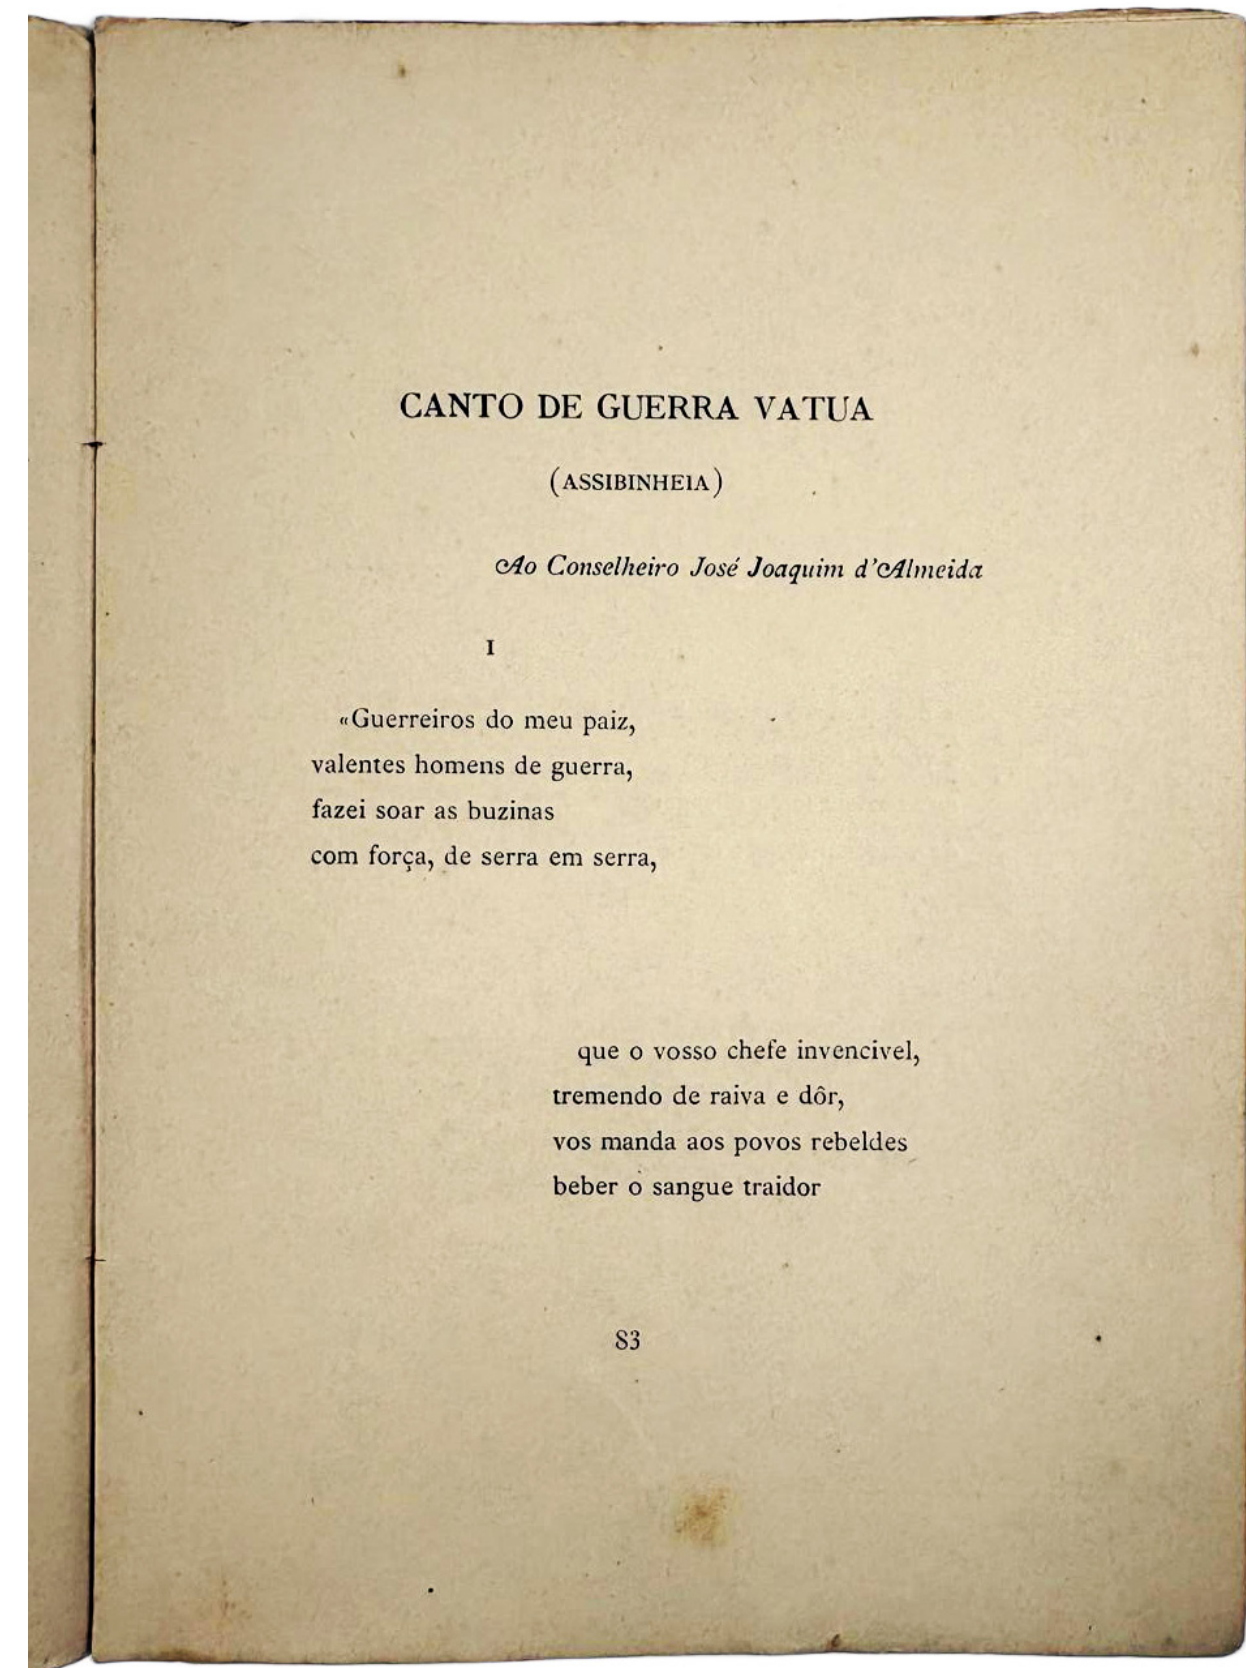 CANTO DE GUERRA VATUA
(ASSIBINHEIA)
Ao Conselheiro José Joaquim d'Almeida
I
«Guerreiros do meu paiz,
valentes homens de guerra,
fazei soar as buzinas
com força, de serra em serra,
que o vosso chefe invencivel,
tremendo de raiva e dôr,
vos manda aos povos rebeldes
beber o sangue traidor
83